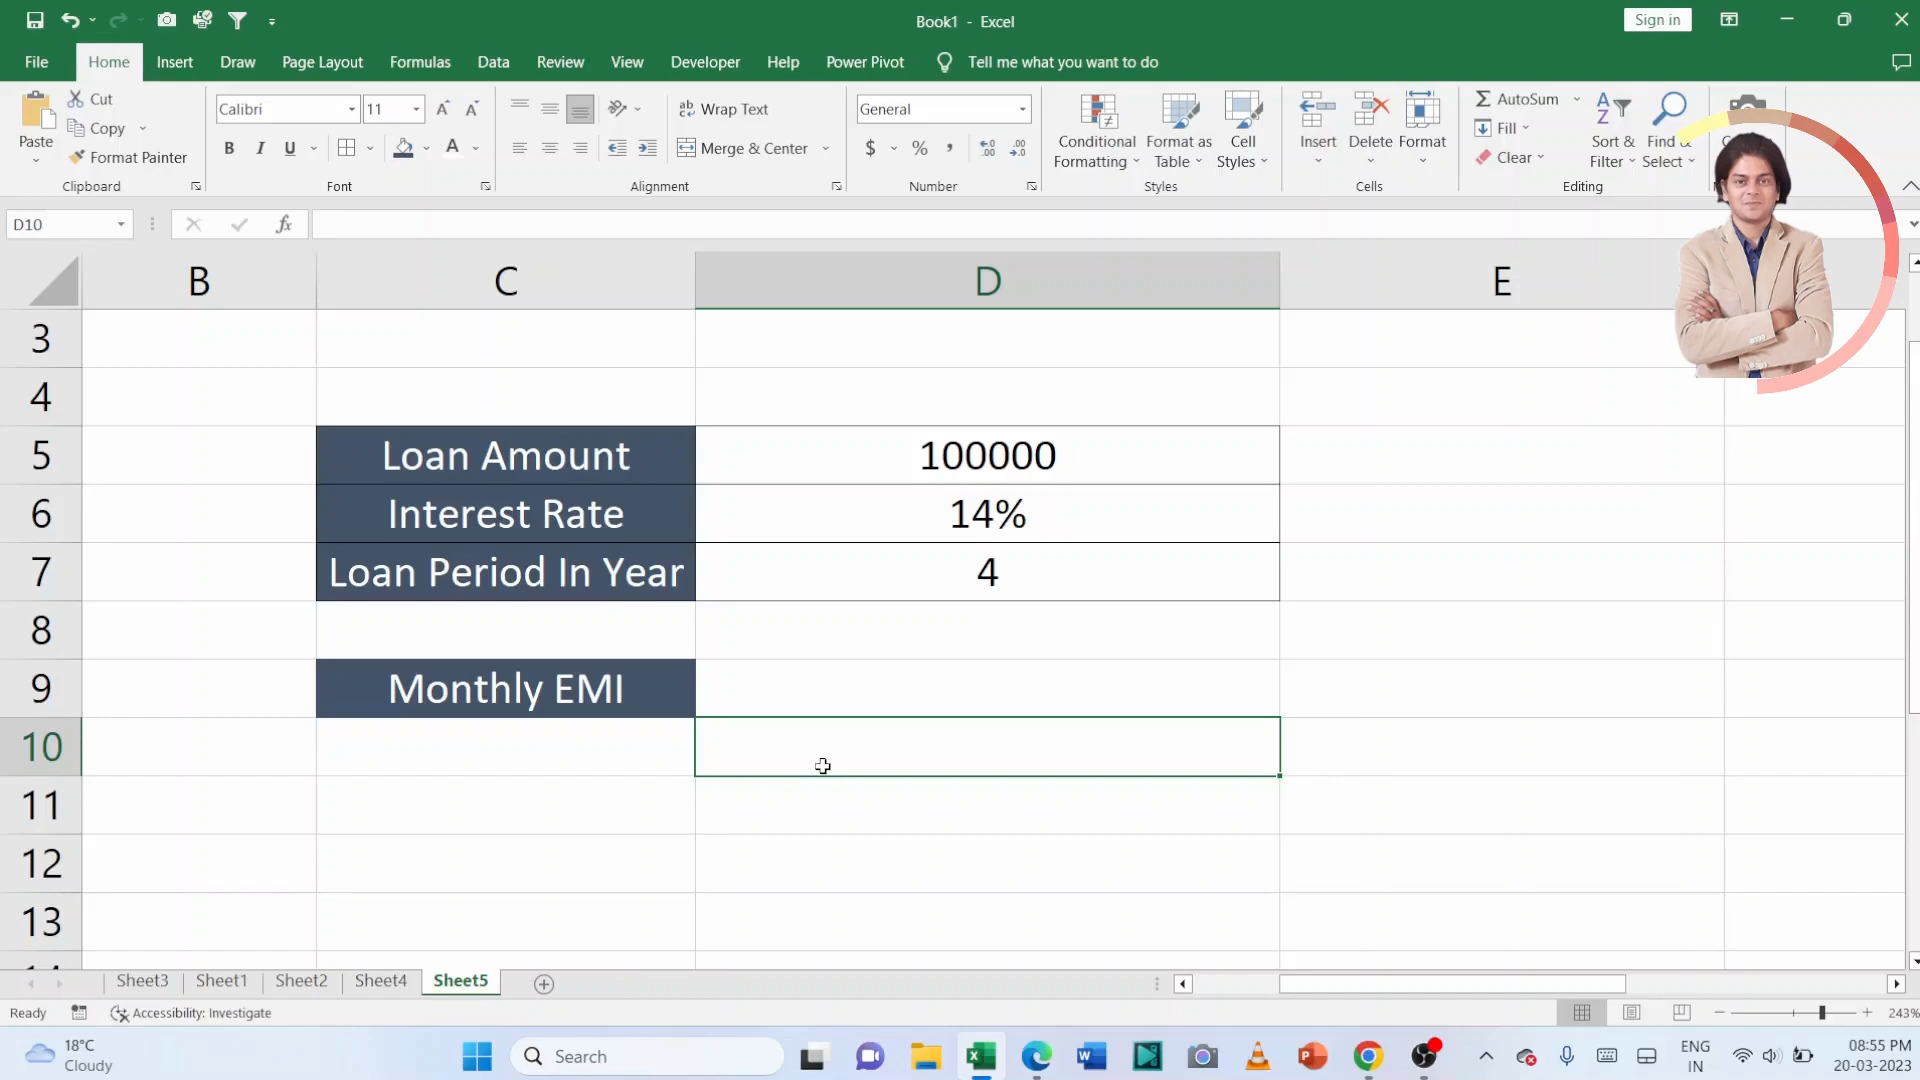 Book1 - Excel
Sign in
File Home Insert Draw Page Layout Formulas Data Review View Developer Help Power Pivot Tell me what you want to do
Paste
Cut
Copy
Format Painter
Clipboard
Calibri 11
B I U A
Font
Wrap Text
Merge & Center
Alignment
General
$ % ,
Number
Conditional Formatting
Format as Table
Cell Styles
Styles
Insert Delete Format
Cells
AutoSum
Fill
Clear
Sort & Filter
Find & Select
Editing
D10 fx
B C D E
3
4
5 Loan Amount 100000
6 Interest Rate 14%
7 Loan Period In Year 4
8
9 Monthly EMI
10
11
12
13
Sheet3 Sheet1 Sheet2 Sheet4 Sheet5
Ready Accessibility: Investigate 243%
18°C
Cloudy
Search
ENG
IN
08:55 PM
20-03-2023